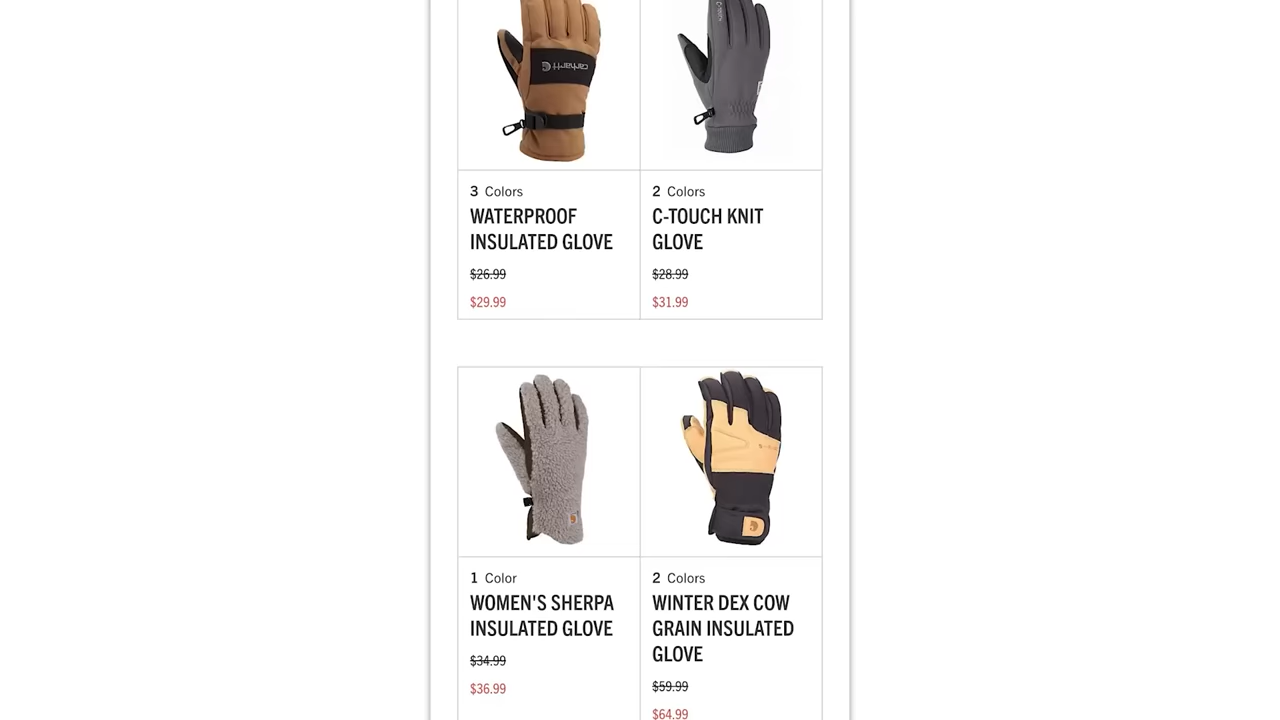 carhartt
3 Colors
WATERPROOF
INSULATED GLOVE
$26.99
$29.99
2 Colors
C-TOUCH KNIT
GLOVE
$28.99
$31.99
1 Color
WOMEN'S SHERPA
INSULATED GLOVE
$34.99
$36.99
2 Colors
WINTER DEX COW
GRAIN INSULATED
GLOVE
$59.99
$64.99